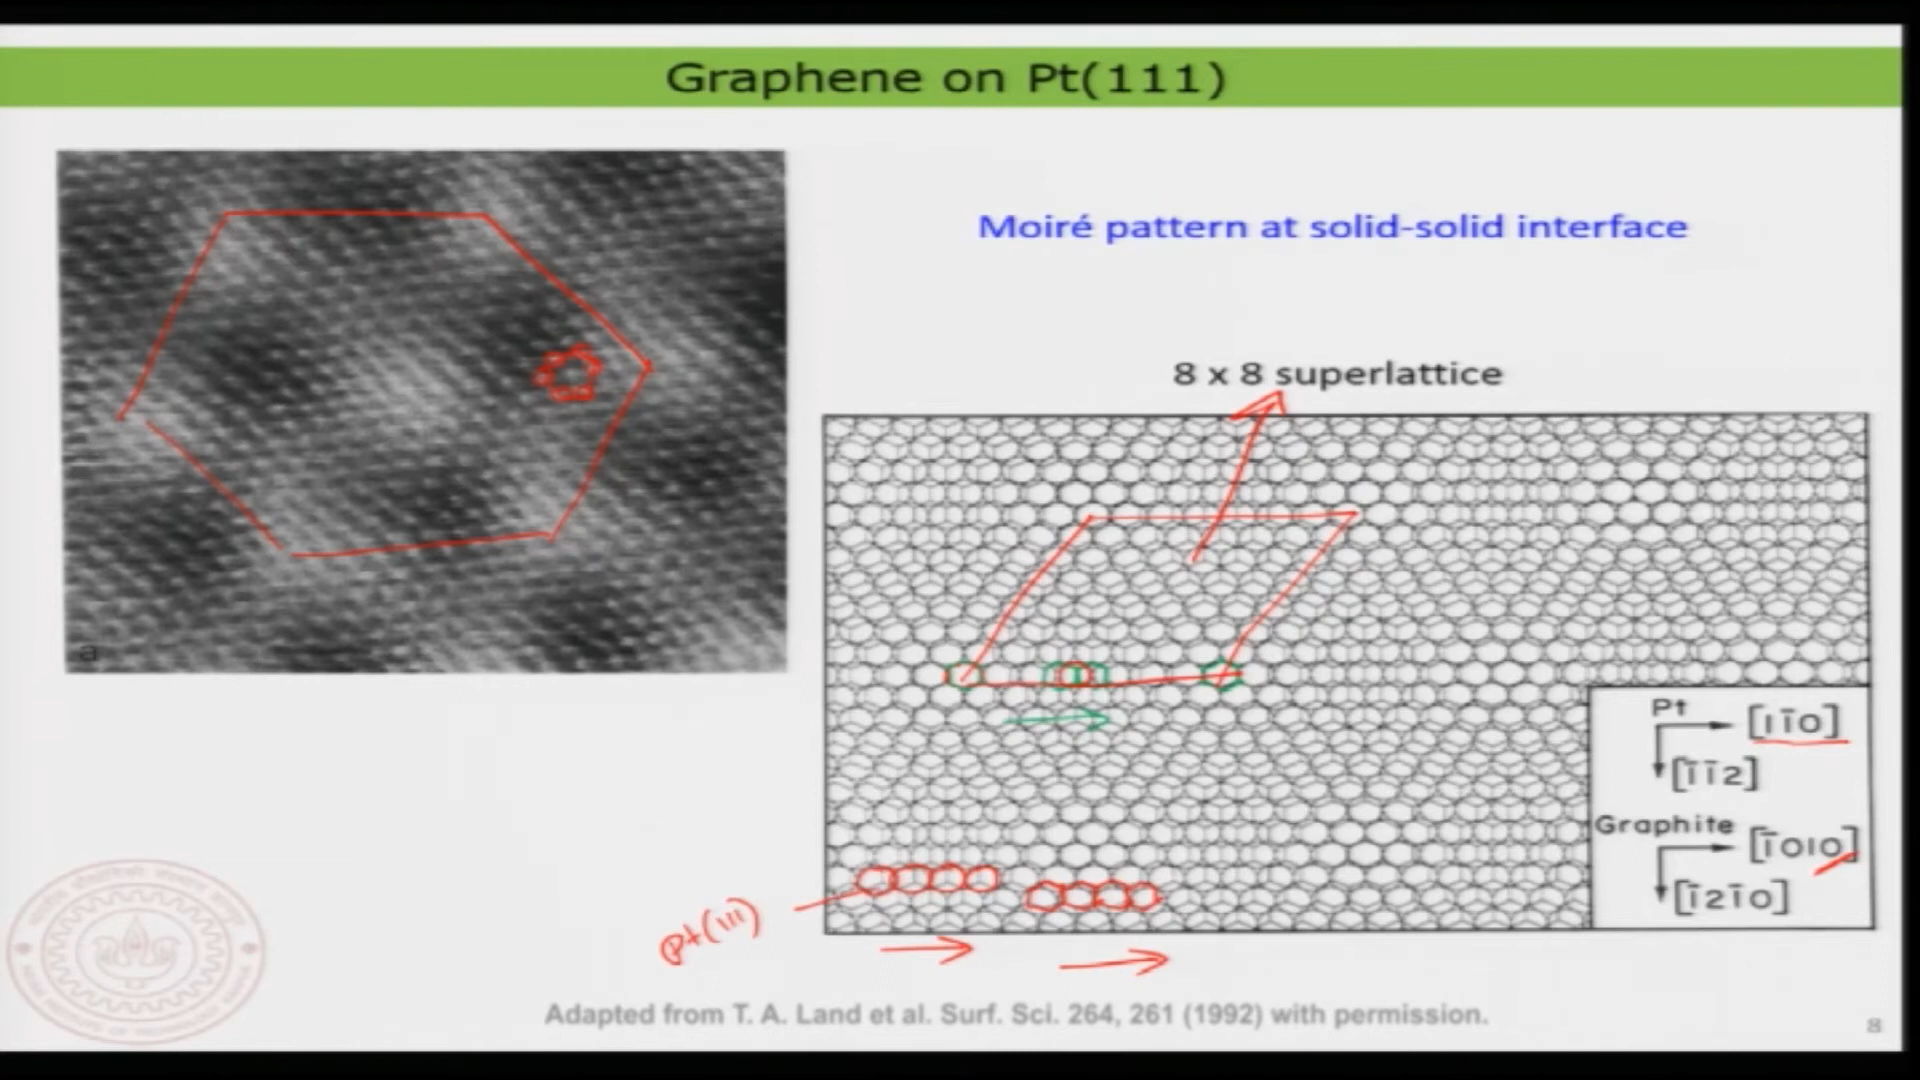 Graphene on Pt(111)
Moiré pattern at solid-solid interface
8 x 8 superlattice
a
Pt
[1̄10]
[1̄1̄2]
Graphite
[1̄010]
[1̄21̄0]
Pt(111)
Adapted from T. A. Land et al. Surf. Sci. 264, 261 (1992) with permission.
8